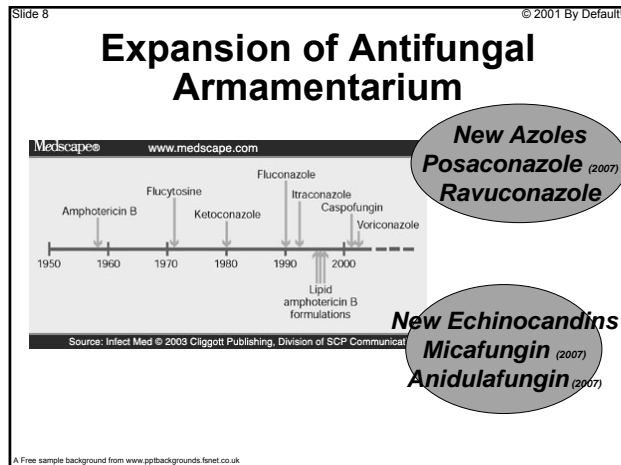 Slide 8
© 2001 By Default!
Expansion of Antifungal
Armamentarium
Medscape® www.medscape.com
New Azoles
Posaconazole (2007)
Ravuconazole
Fluconazole
Flucytosine
Itraconazole
Amphotericin B
Ketoconazole
Caspofungin
Voriconazole
1950 1960 1970 1980 1990 2000
Lipid
amphotericin B
formulations
New Echinocandins
Micafungin (2007)
Anidulafungin (2007)
Source: Infect Med © 2003 Cliggott Publishing, Division of SCP Communicat
A Free sample background from www.pptbackgrounds.fsnet.co.uk